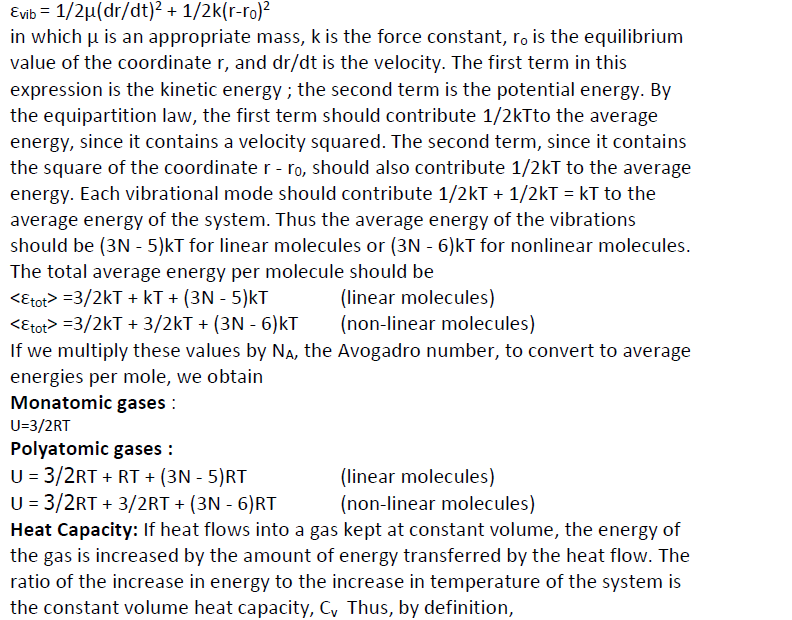 εvib = 1/2μ(dr/dt)² + 1/2k(r-ro)²
in which μ is an appropriate mass, k is the force constant, ro is the equilibrium
value of the coordinate r, and dr/dt is the velocity. The first term in this
expression is the kinetic energy ; the second term is the potential energy. By
the equipartition law, the first term should contribute 1/2kTto the average
energy, since it contains a velocity squared. The second term, since it contains
the square of the coordinate r - ro, should also contribute 1/2kT to the average
energy. Each vibrational mode should contribute 1/2kT + 1/2kT = kT to the
average energy of the system. Thus the average energy of the vibrations
should be (3N - 5)kT for linear molecules or (3N - 6)kT for nonlinear molecules.
The total average energy per molecule should be
<εtot> =3/2kT + kT + (3N - 5)kT (linear molecules)
<εtot> =3/2kT + 3/2kT + (3N - 6)kT (non-linear molecules)
If we multiply these values by NA, the Avogadro number, to convert to average
energies per mole, we obtain
Monatomic gases :
U=3/2RT
Polyatomic gases :
U = 3/2RT + RT + (3N - 5)RT (linear molecules)
U = 3/2RT + 3/2RT + (3N - 6)RT (non-linear molecules)
Heat Capacity: If heat flows into a gas kept at constant volume, the energy of
the gas is increased by the amount of energy transferred by the heat flow. The
ratio of the increase in energy to the increase in temperature of the system is
the constant volume heat capacity, Cv Thus, by definition,